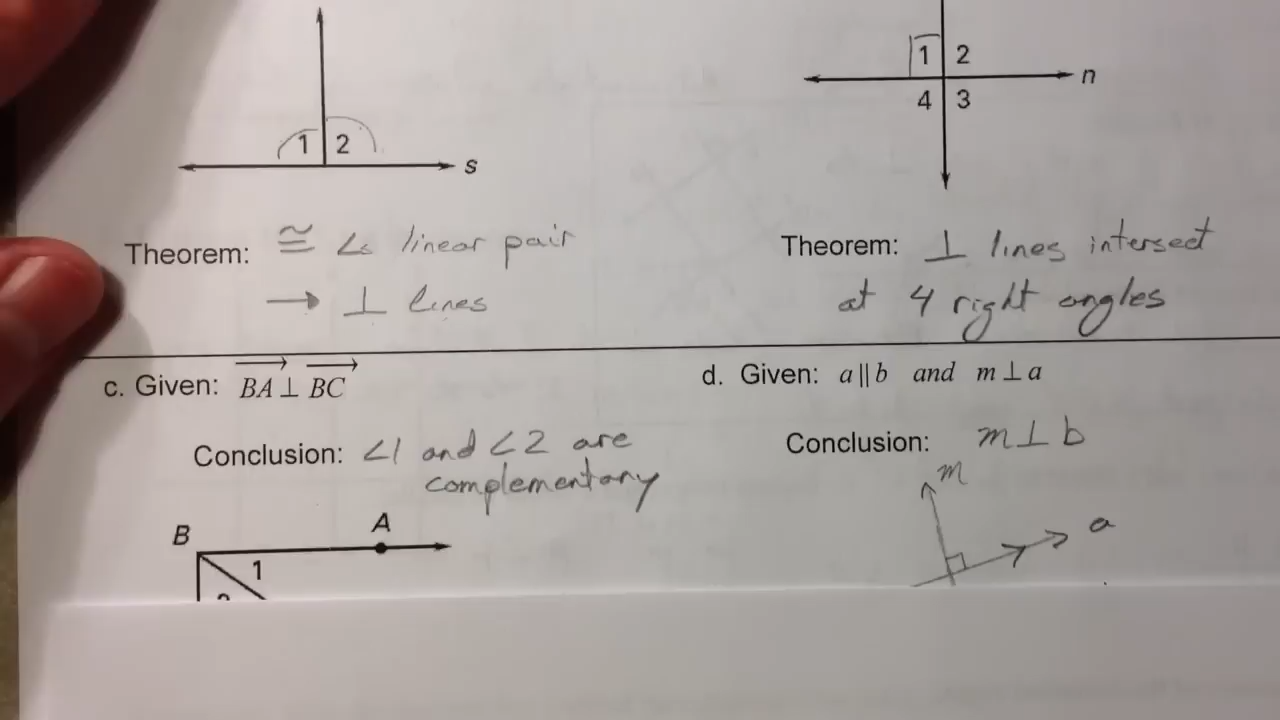 1 2
s
1 2
4 3
n
Theorem: ≅ ∠s linear pair
→ ⊥ lines
Theorem: ⊥ lines intersect
at 4 right angles
c. Given: BA ⊥ BC
Conclusion: ∠1 and ∠2 are
complementary
B A
1
d. Given: a || b and m ⊥ a
Conclusion: m ⊥ b
m
a